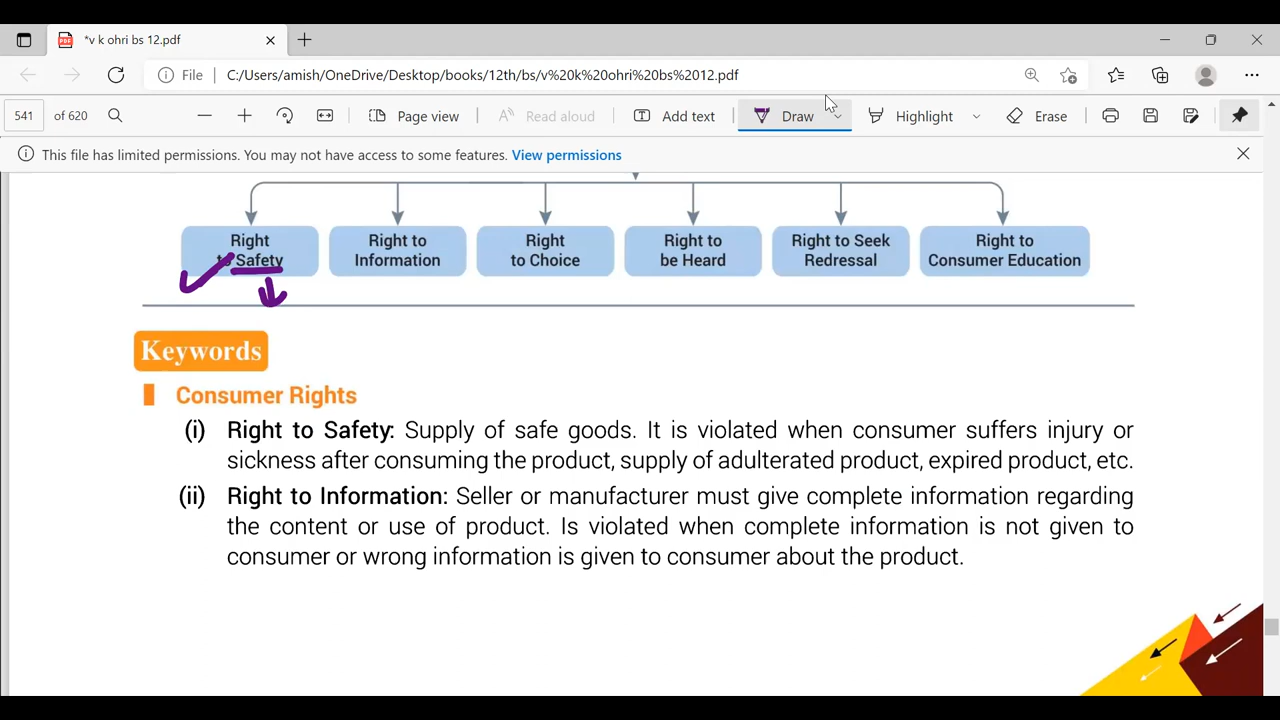 *v k ohri bs 12.pdf
File C:/Users/amish/OneDrive/Desktop/books/12th/bs/v%20k%20ohri%20bs%2012.pdf
541 of 620 Page view Read aloud Add text Draw Highlight Erase
This file has limited permissions. You may not have access to some features. View permissions
Right to Safety
Right to Information
Right to Choice
Right to be Heard
Right to Seek Redressal
Right to Consumer Education
Keywords
Consumer Rights
(i) Right to Safety: Supply of safe goods. It is violated when consumer suffers injury or
sickness after consuming the product, supply of adulterated product, expired product, etc.
(ii) Right to Information: Seller or manufacturer must give complete information regarding
the content or use of product. Is violated when complete information is not given to
consumer or wrong information is given to consumer about the product.